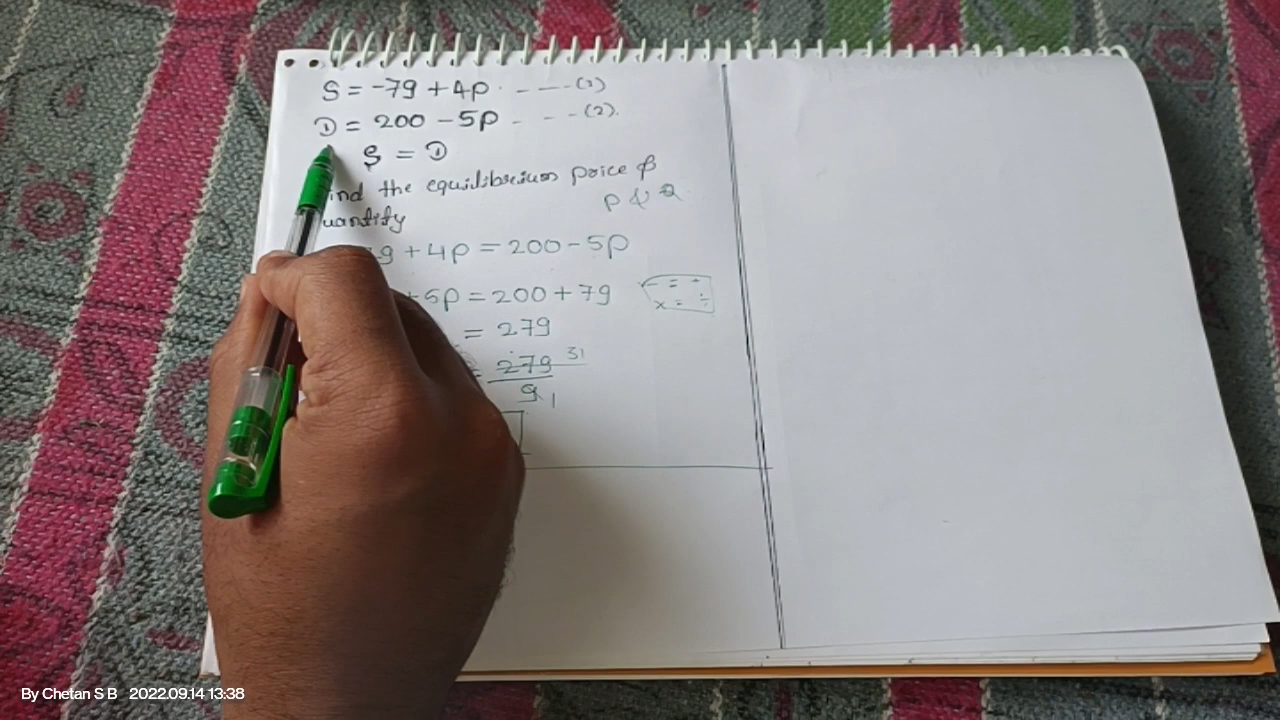 S = -79 + 4P - - - - (1)
D = 200 - 5P - - - - (2).
S = D
ind the equilibrium price &
uantity
P & Q
9 + 4P = 200 - 5P
+5P = 200 + 79
- = +
x = ÷
= 279
= 279 31
9 1
By Chetan S B 2022.09.14 13:38